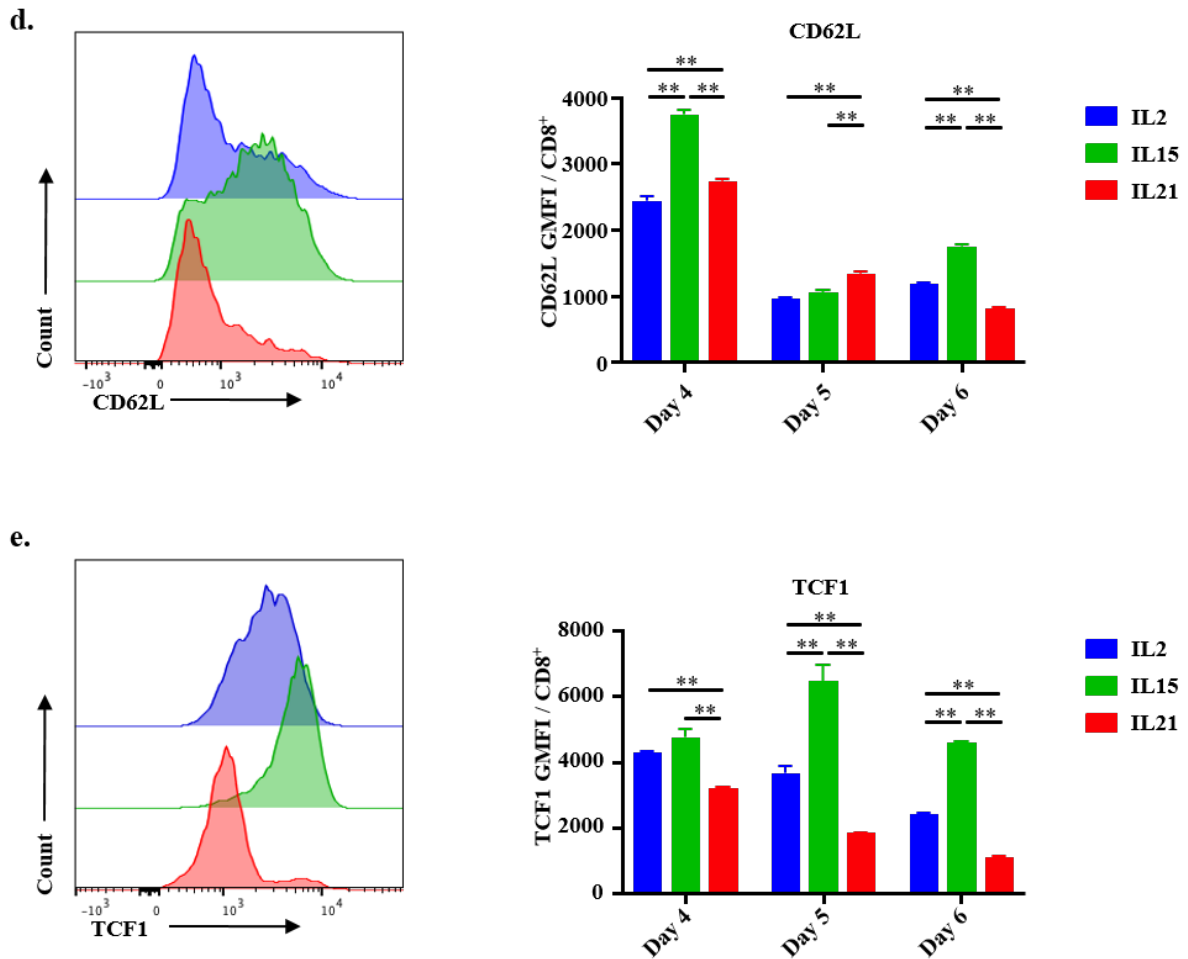 d.
Count
-10³ 0 10³ 10⁴
CD62L
CD62L
CD62L GMFI / CD8⁺
4000
3000
2000
1000
0
** ** **
** **
** ** **
Day 4 Day 5 Day 6
IL2
IL15
IL21
e.
Count
-10³ 0 10³ 10⁴
TCF1
TCF1
TCF1 GMFI / CD8⁺
8000
6000
4000
2000
0
** **
** ** **
** ** **
Day 4 Day 5 Day 6
IL2
IL15
IL21